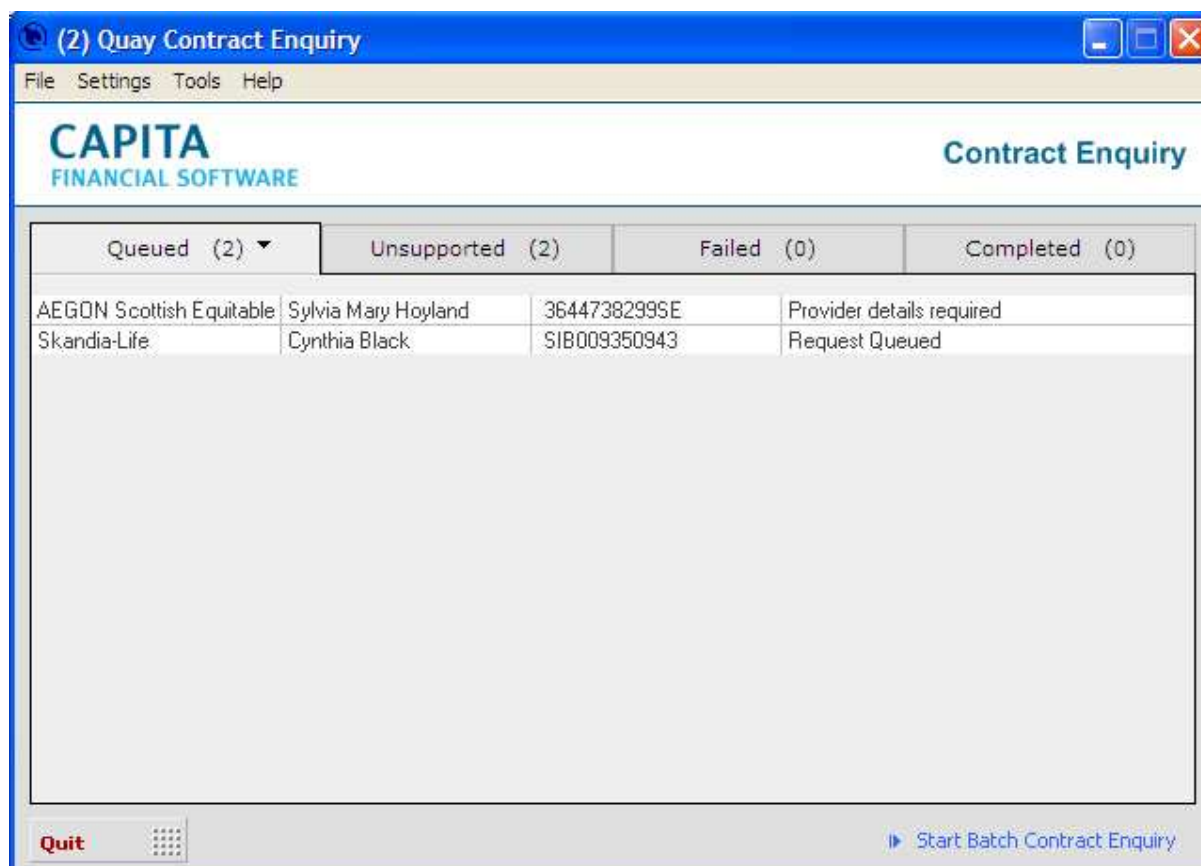 (2) Quay Contract Enquiry
File Settings Tools Help
CAPITA
FINANCIAL SOFTWARE
Contract Enquiry
Queued (2) Unsupported (2) Failed (0) Completed (0)
AEGON Scottish Equitable Sylvia Mary Hoyland 3644738299SE Provider details required
Skandia-Life Cynthia Black SIB009350943 Request Queued
Quit Start Batch Contract Enquiry